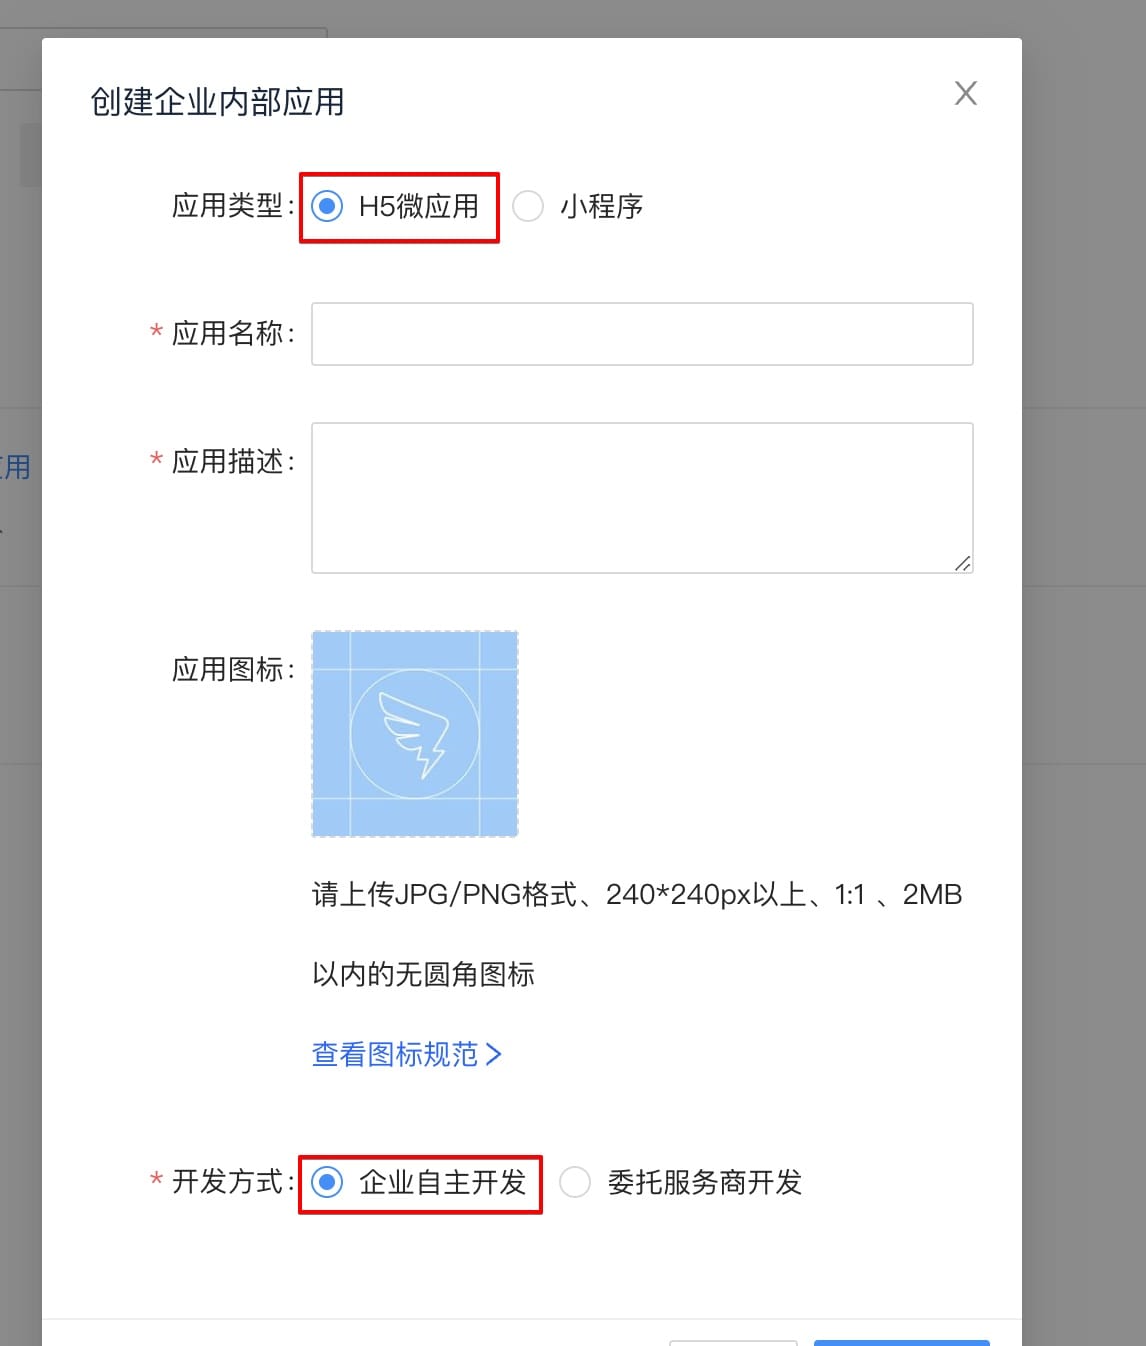 创建企业内部应用
X
应用类型: H5微应用 小程序
* 应用名称:
* 应用描述:
用
应用图标:
请上传JPG/PNG格式、240*240px以上、1:1 、2MB
以内的无圆角图标
查看图标规范 >
* 开发方式: 企业自主开发 委托服务商开发